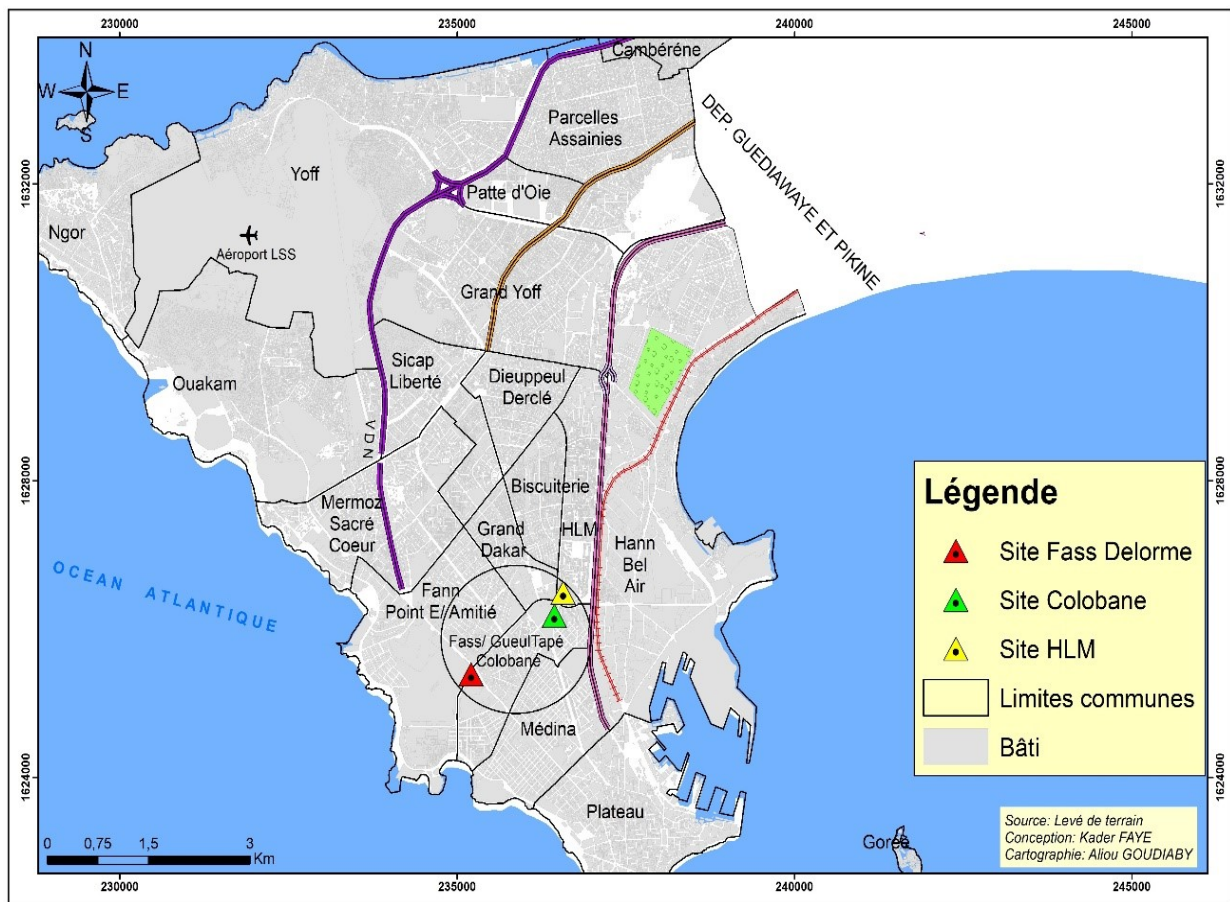 230000
235000
240000
245000
N
W
E
S
Cambéréne
DEP. GUEDIAWAYE ET PIKINE
Parcelles
Assainies
Yoff
1632000
1632000
Patte d'Oie
Ngor
Aéroport LSS
Grand Yoff
Sicap
Liberté
Dieuppeul
Derclé
Ouakam
VDN
1628000
1628000
Biscuiterie
Mermoz
Sacré
Coeur
Grand
Dakar
HLM
Hann
Bel
Air
OCEAN ATLANTIQUE
Fann
Point E/ Amitié
Fass/ GueulTapé
Colobane
Médina
Plateau
Gorée
1624000
1624000
Légende
Site Fass Delorme
Site Colobane
Site HLM
Limites communes
Bâti
Source: Levé de terrain
Conception: Kader FAYE
Cartographie: Aliou GOUDIABY
0 0,75 1,5 3
Km
230000
235000
240000
245000